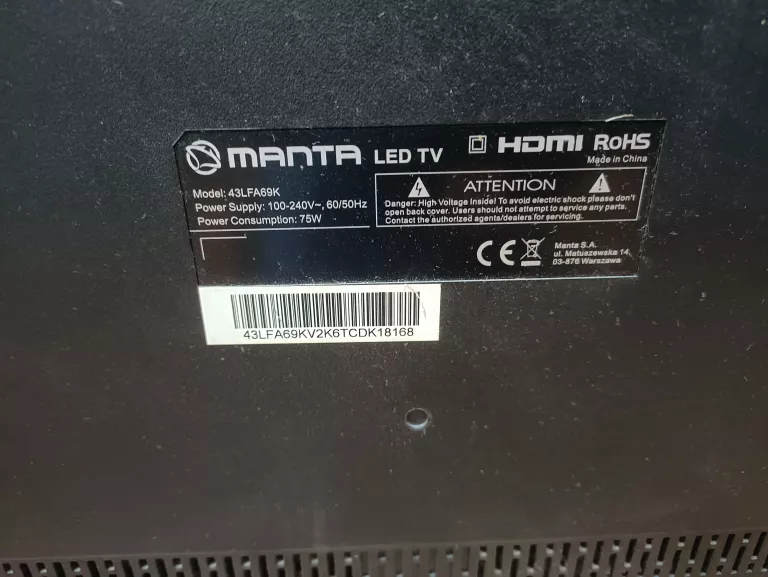 MANTA LED TV
HDMI RoHS
Made in China
Model: 43LFA69K
Power Supply: 100-240V~, 60/50Hz
Power Consumption: 75W
ATTENTION
Danger: High Voltage Inside! To avoid electric shock please don't
open back cover. Users should not attempt to service any parts.
Contact the authorized agents/dealers for servicing.
CE
Manta S.A.
ul. Matuszewska 14
03-876 Warszawa
43LFA69KV2K6TCDK18168